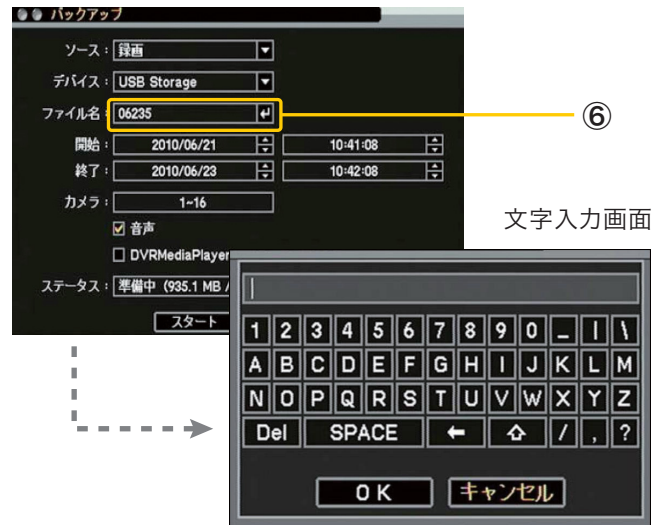 バックアップ
ソース : 録画
デバイス : USB Storage
ファイル名 : 06235
⑥
開始 : 2010/06/21 10:41:08
終了 : 2010/06/23 10:42:08
カメラ : 1~16
音声
DVRMediaPlayer
ステータス : 準備中 (935.1 MB /
スタート
文字入力画面
1 2 3 4 5 6 7 8 9 0 _ | \
A B C D E F G H I J K L M
N O P Q R S T U V W X Y Z
Del SPACE / , ?
OK キャンセル